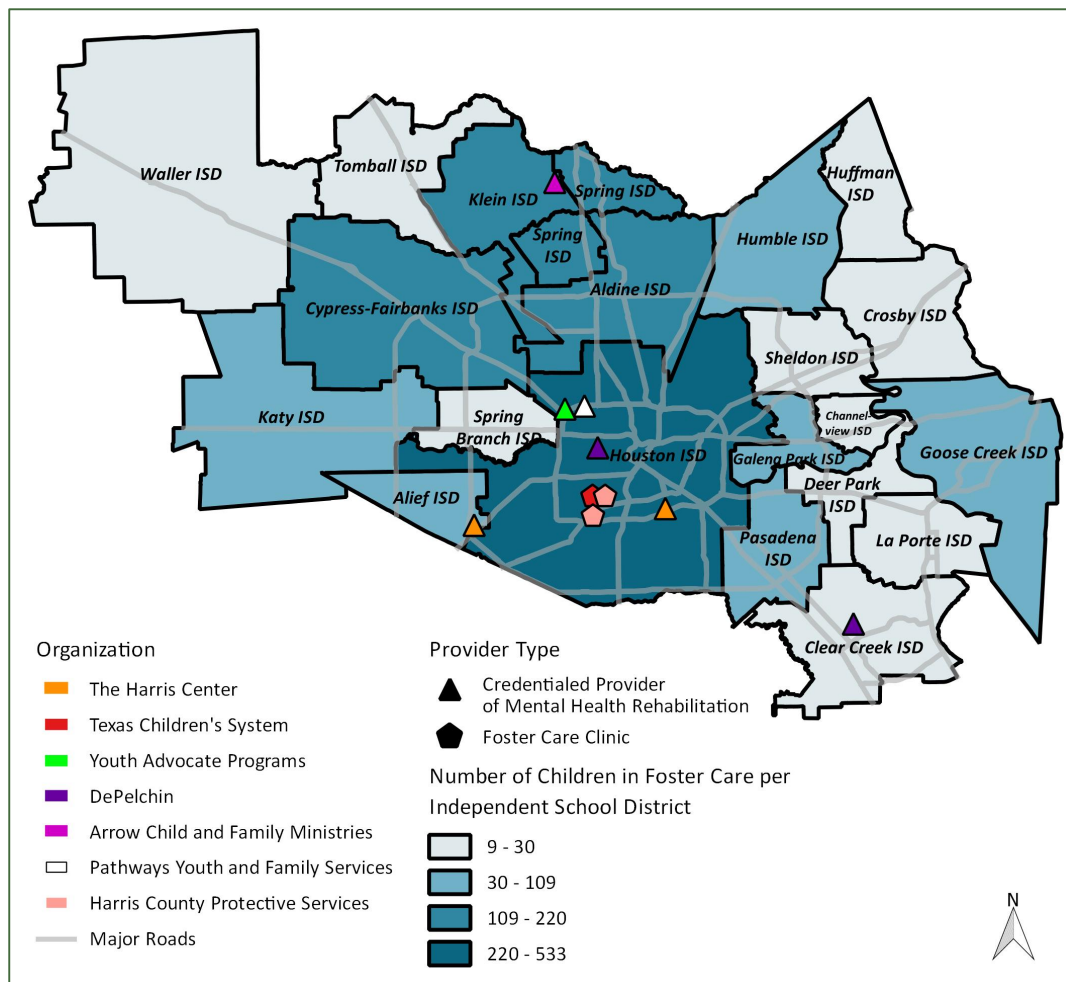 Waller ISD
Tomball ISD
Klein ISD
Spring ISD
Spring
ISD
Huffman
ISD
Humble ISD
Aldine ISD
Cypress-Fairbanks ISD
Crosby ISD
Sheldon ISD
Katy ISD
Spring
Branch ISD
Channel-
view ISD
Houston ISD
Galena Park ISD
Goose Creek ISD
Deer Park
ISD
Alief ISD
Pasadena
ISD
La Porte ISD
Clear Creek ISD
Organization
The Harris Center
Texas Children's System
Youth Advocate Programs
DePelchin
Arrow Child and Family Ministries
Pathways Youth and Family Services
Harris County Protective Services
Major Roads
Provider Type
Credentialed Provider
of Mental Health Rehabilitation
Foster Care Clinic
Number of Children in Foster Care per
Independent School District
9 - 30
30 - 109
109 - 220
220 - 533
N